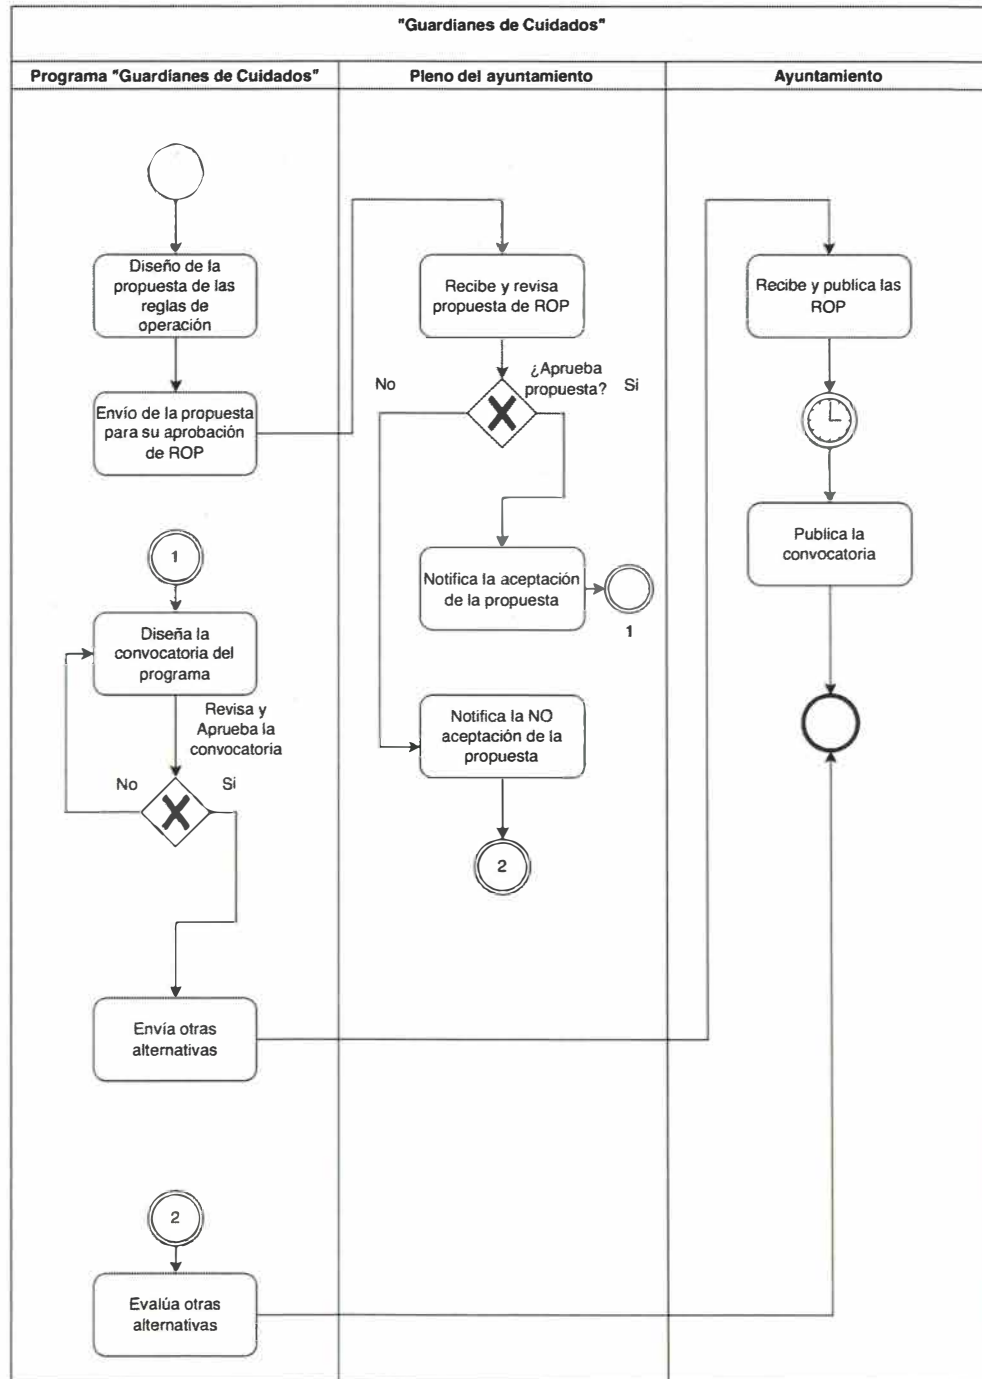 "Guardianes de Cuidados"
Programa "Guardianes de Cuidados"
Pleno del ayuntamiento
Ayuntamiento
Diseño de la
propuesta de las
reglas de
operación
Envío de la propuesta
para su aprobación
de ROP
1
Diseña la
convocatoria del
programa
Revisa y
Aprueba la
convocatoria
No
Si
Envía otras
alternativas
2
Evalúa otras
alternativas
Recibe y revisa
propuesta de ROP
¿Aprueba
propuesta?
No
Si
Notifica la aceptación
de la propuesta
1
Notifica la NO
aceptación de la
propuesta
2
Recibe y publica las
ROP
Publica la
convocatoria